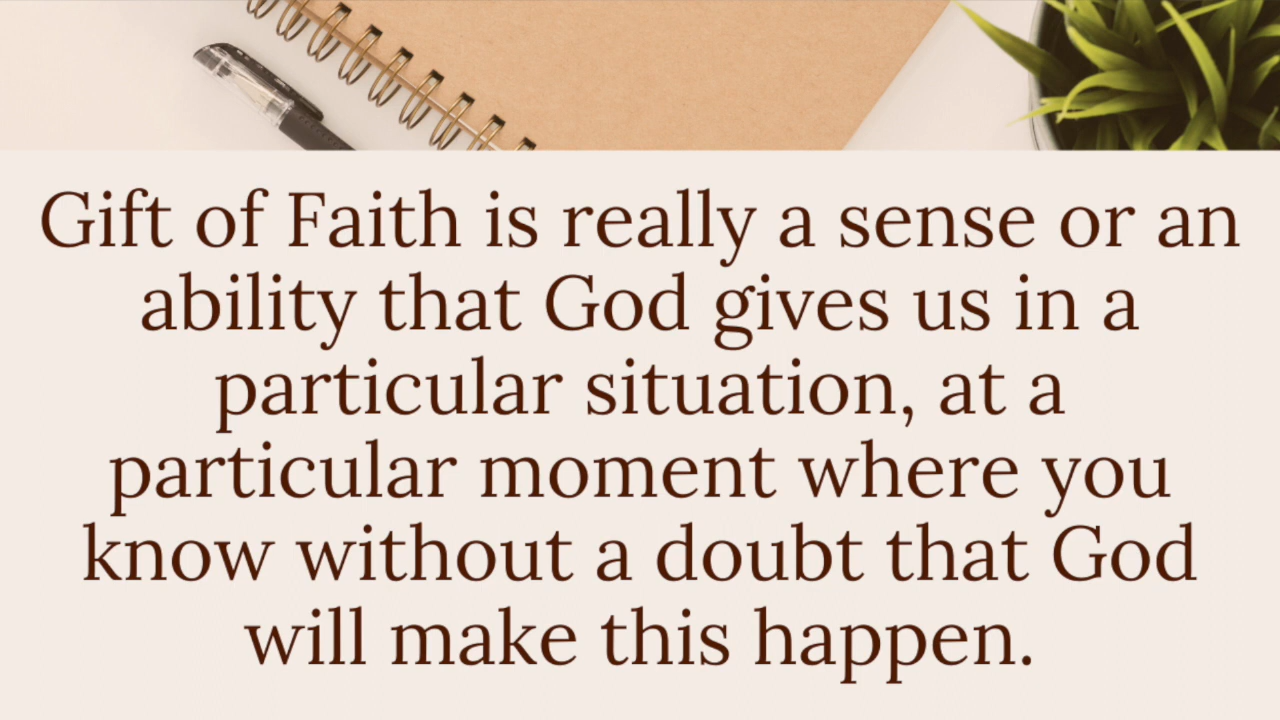 Gift of Faith is really a sense or an
ability that God gives us in a
particular situation, at a
particular moment where you
know without a doubt that God
will make this happen.